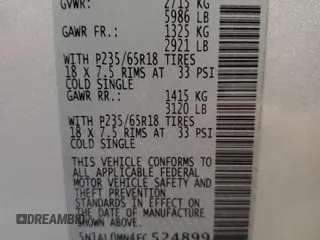 GVWR: 2715 KG
5986 LB
GAWR FR.: 1325 KG
2921 LB
WITH P235/65R18 TIRES
18 X 7.5 RIMS AT 33 PSI
COLD SINGLE
GAWR RR.: 1415 KG
3120 LB
WITH P235/65R18 TIRES
18 X 7.5 RIMS AT 33 PSI
COLD SINGLE
THIS VEHICLE CONFORMS TO
ALL APPLICABLE FEDERAL
MOTOR VEHICLE SAFETY AND
THEFT PREVENTION
STANDARDS IN EFFECT ON
THE DATE OF
SHOWN ABOVE.
5N1AL0MN4FC524899
DREAMBID